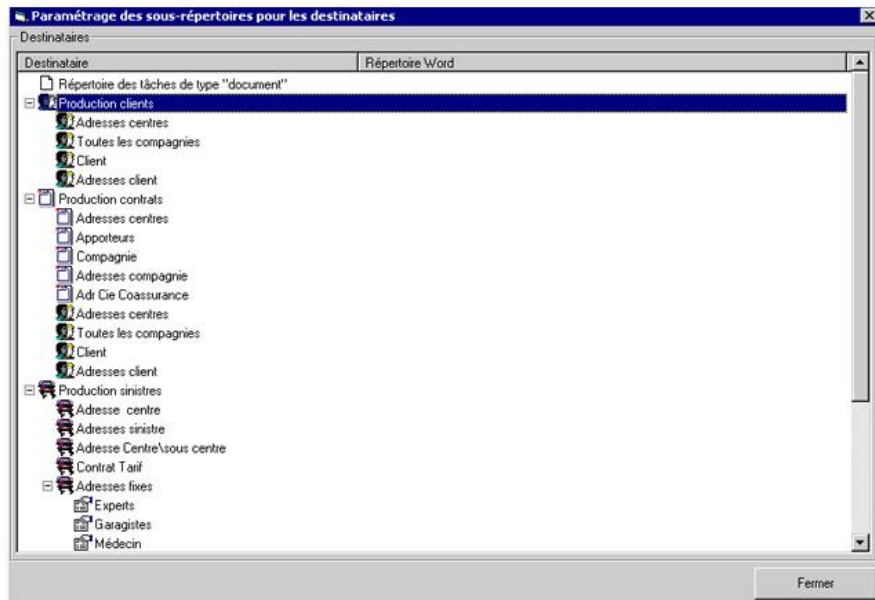 Paramétrage des sous-répertoires pour les destinataires
Destinataires
Destinataire Répertoire Word
Répertoire des tâches de type "document"
Production clients
Adresses centres
Toutes les compagnies
Client
Adresses client
Production contrats
Adresses centres
Apporteurs
Compagnie
Adresses compagnie
Adr Cie Coassurance
Adresses centres
Toutes les compagnies
Client
Adresses client
Production sinistres
Adresse centre
Adresses sinistre
Adresse Centre\sous centre
Contrat Tarif
Adresses fixes
Experts
Garagistes
Médecin
Fermer